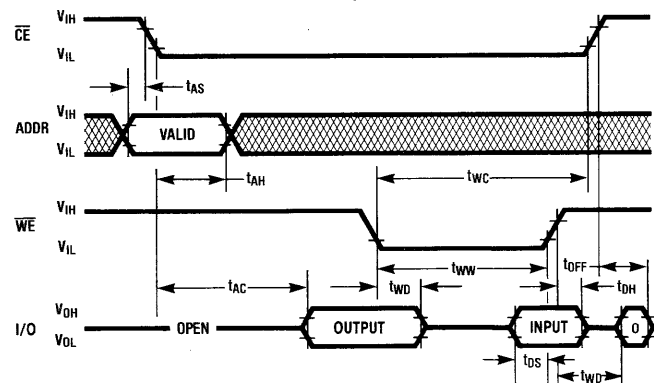 CE VIH
VIL
tAS
ADDR VIH
VALID
VIL
tAH
tWC
WE VIH
VIL
tWW
tOFF
tAC
tWD
tDH
I/O VOH
OPEN
OUTPUT
INPUT
O
VOL
tDS
tWD